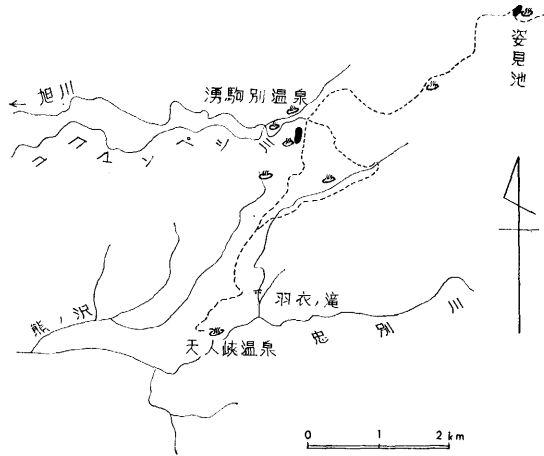 姿見池
← 旭川
湧駒別温泉
ユコマンベツ川
熊ノ沢
羽衣ノ滝
忠別川
天人峡温泉
0 1 2 km